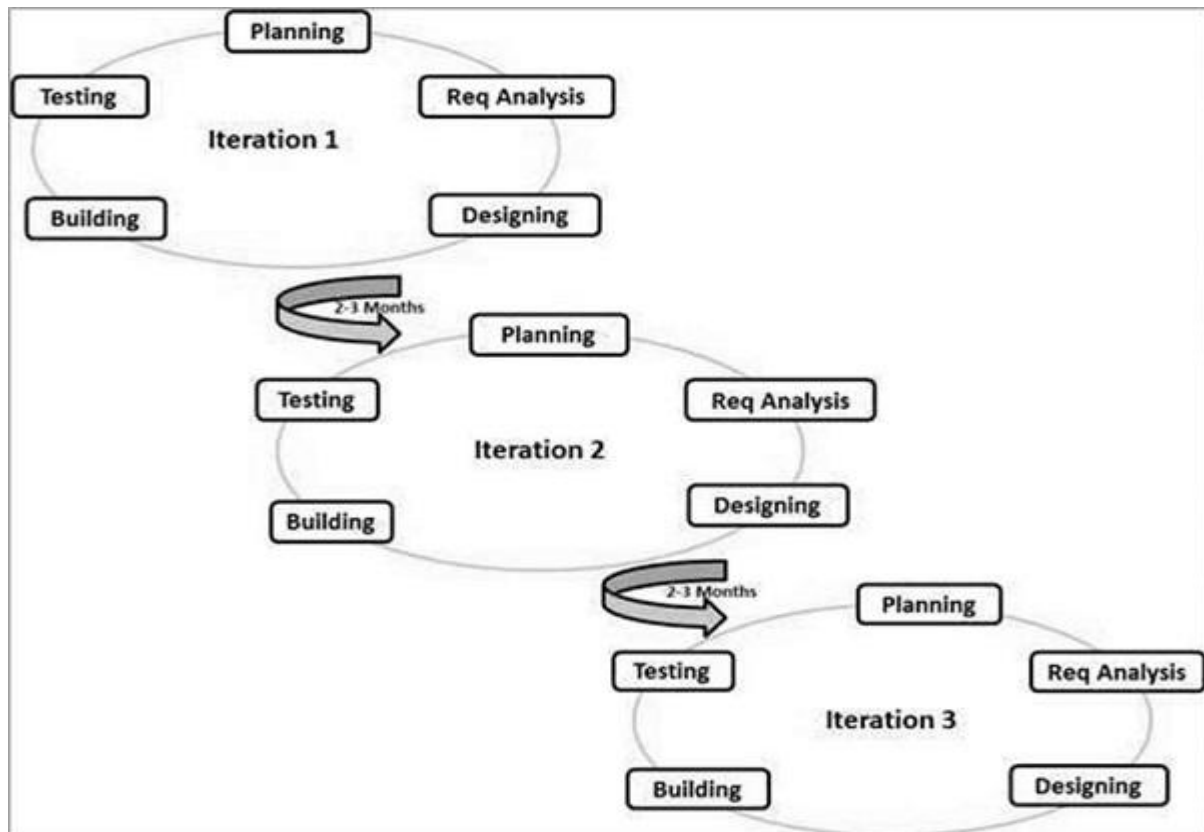 Planning
Testing
Req Analysis
Iteration 1
Building
Designing
2-3 Months
Planning
Testing
Req Analysis
Iteration 2
Building
Designing
2-3 Months
Planning
Testing
Req Analysis
Iteration 3
Building
Designing